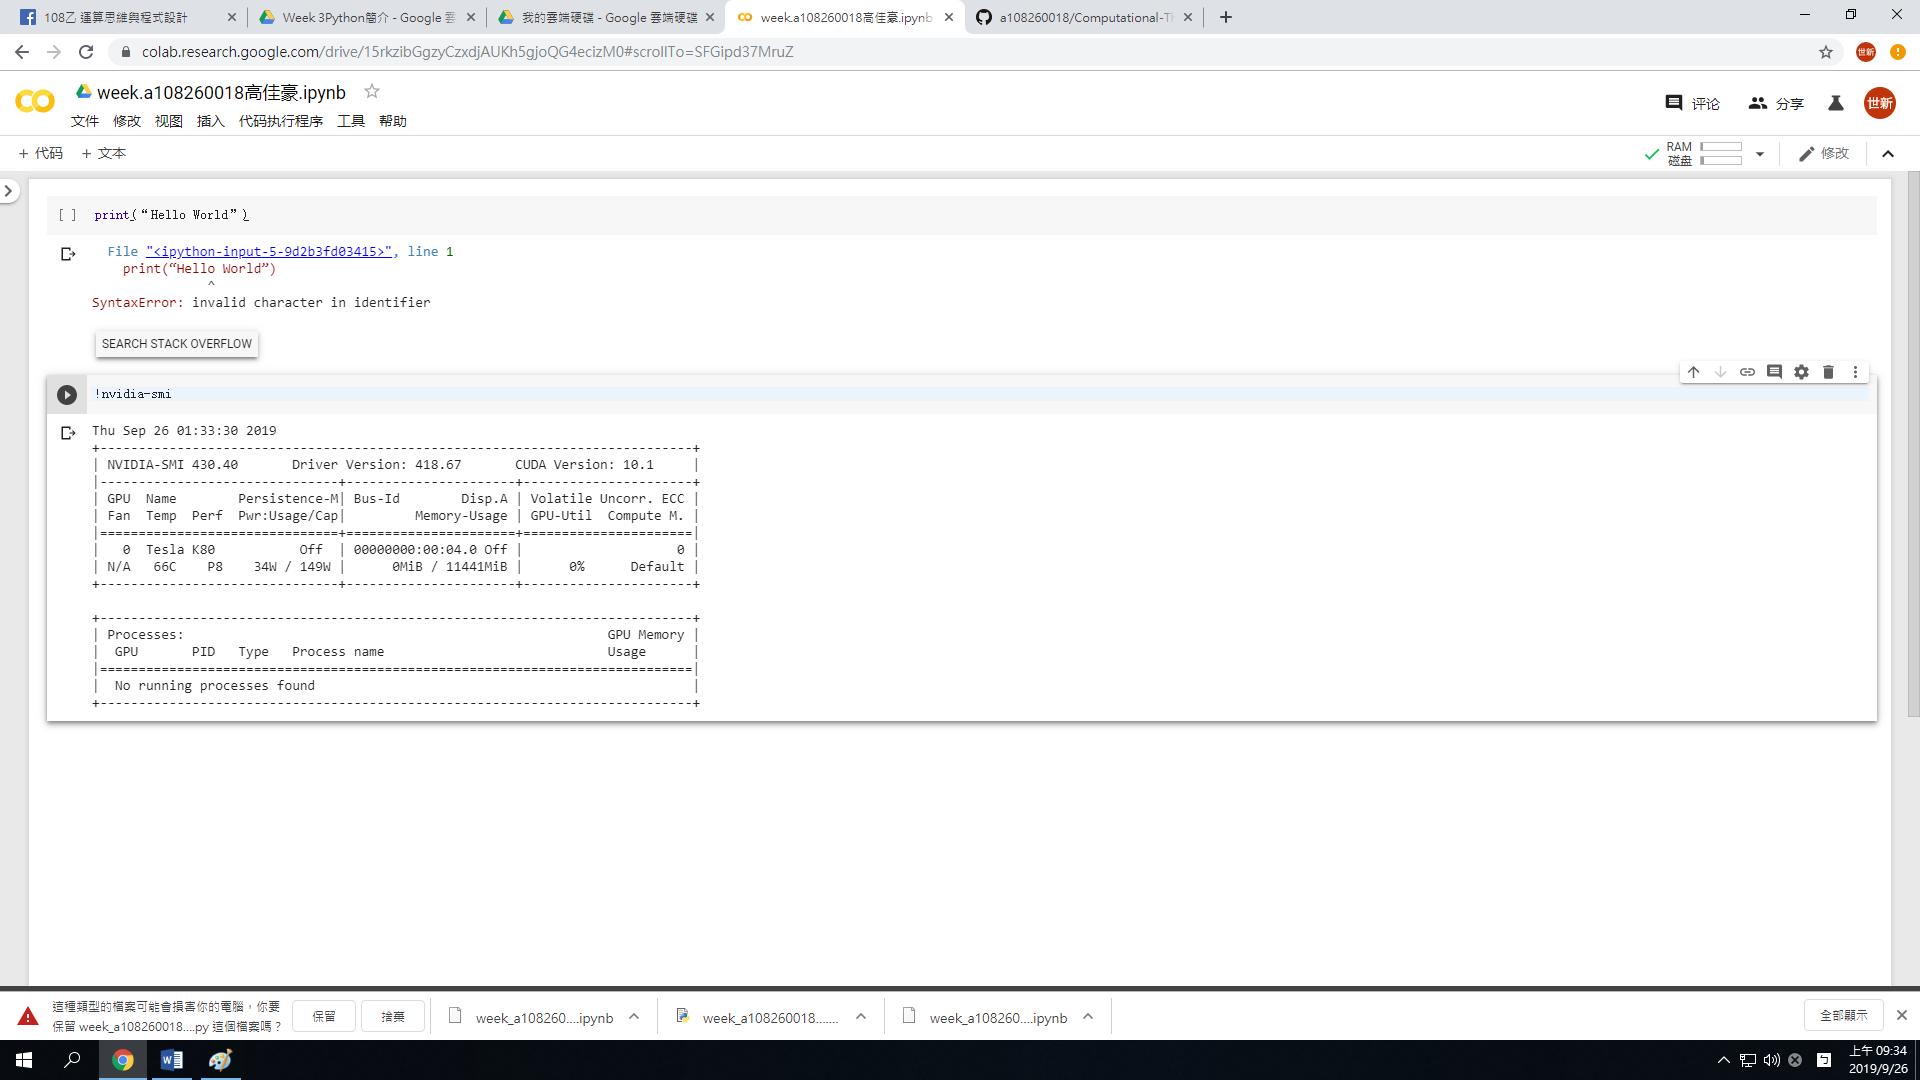 108乙 運算思維與程式設計
Week 3Python簡介 - Google 雲
我的雲端硬碟 - Google 雲端硬碟
week.a108260018高佳豪.ipynb
a108260018/Computational-Th
colab.research.google.com/drive/15rkzibGgzyCzxdjAUKh5gjoQG4ecizM0#scrollTo=SFGipd37MruZ
世新
week.a108260018高佳豪.ipynb
文件 修改 视图 插入 代码执行程序 工具 帮助
评论 分享 世新
+ 代码 + 文本
RAM
磁盘
修改
[ ] print(“Hello World”)
File "<ipython-input-5-9d2b3fd03415>", line 1
print(“Hello World”)
^
SyntaxError: invalid character in identifier
SEARCH STACK OVERFLOW
!nvidia-smi
Thu Sep 26 01:33:30 2019
+-----------------------------------------------------------------------------+
| NVIDIA-SMI 430.40       Driver Version: 418.67       CUDA Version: 10.1     |
|-------------------------------+----------------------+----------------------+
| GPU  Name        Persistence-M| Bus-Id        Disp.A | Volatile Uncorr. ECC |
| Fan  Temp  Perf  Pwr:Usage/Cap|         Memory-Usage | GPU-Util  Compute M. |
|===============================+======================+======================|
|   0  Tesla K80           Off  | 00000000:00:04.0 Off |                    0 |
| N/A   66C    P8    34W / 149W |      0MiB / 11441MiB |      0%      Default |
+-------------------------------+----------------------+----------------------+
+-----------------------------------------------------------------------------+
| Processes:                                                       GPU Memory |
|  GPU       PID   Type   Process name                             Usage      |
|=============================================================================|
|  No running processes found                                                 |
+-----------------------------------------------------------------------------+
這種類型的檔案可能會損害你的電腦，你要
保留 week_a108260018....py 這個檔案嗎？
保留
捨棄
week_a108260....ipynb
week_a108260018.......
week_a108260....ipynb
全部顯示
上午 09:34
2019/9/26